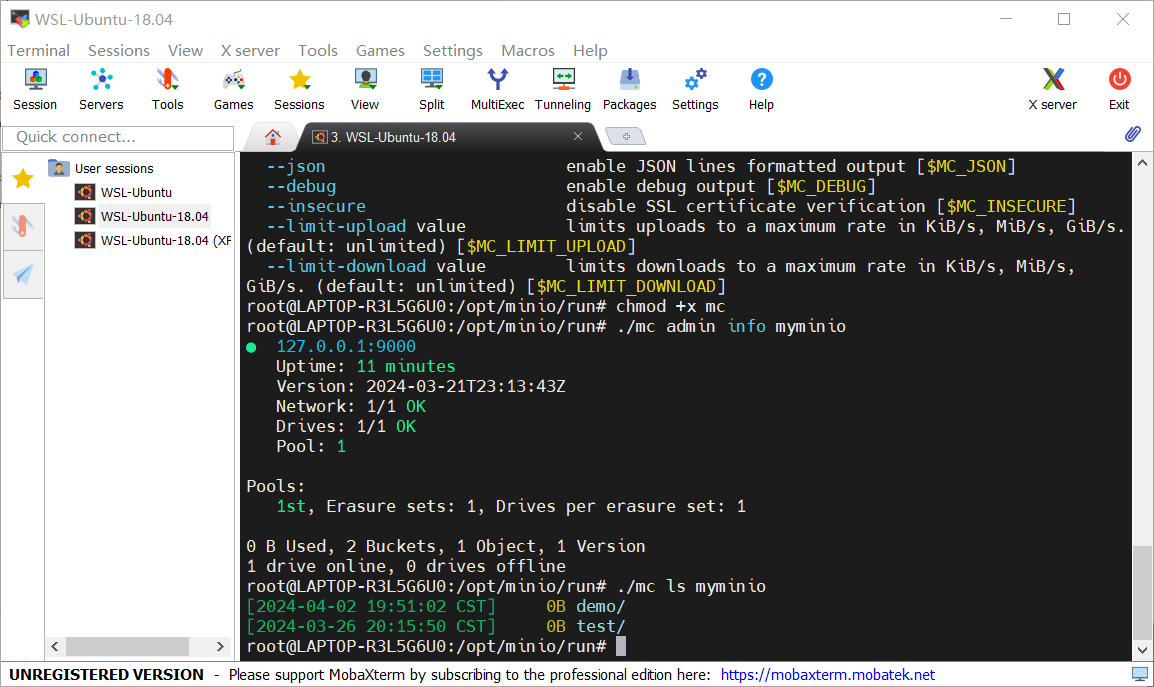 WSL-Ubuntu-18.04
Terminal Sessions View X server Tools Games Settings Macros Help
Session Servers Tools Games Sessions View Split MultiExec Tunneling Packages Settings Help X server Exit
Quick connect...
3. WSL-Ubuntu-18.04
User sessions
WSL-Ubuntu
WSL-Ubuntu-18.04
WSL-Ubuntu-18.04 (XF
--json enable JSON lines formatted output [$MC_JSON]
--debug enable debug output [$MC_DEBUG]
--insecure disable SSL certificate verification [$MC_INSECURE]
--limit-upload value limits uploads to a maximum rate in KiB/s, MiB/s, GiB/s.
(default: unlimited) [$MC_LIMIT_UPLOAD]
--limit-download value limits downloads to a maximum rate in KiB/s, MiB/s,
GiB/s. (default: unlimited) [$MC_LIMIT_DOWNLOAD]
root@LAPTOP-R3L5G6U0:/opt/minio/run# chmod +x mc
root@LAPTOP-R3L5G6U0:/opt/minio/run# ./mc admin info myminio
● 127.0.0.1:9000
Uptime: 11 minutes
Version: 2024-03-21T23:13:43Z
Network: 1/1 OK
Drives: 1/1 OK
Pool: 1
Pools:
1st, Erasure sets: 1, Drives per erasure set: 1
0 B Used, 2 Buckets, 1 Object, 1 Version
1 drive online, 0 drives offline
root@LAPTOP-R3L5G6U0:/opt/minio/run# ./mc ls myminio
[2024-04-02 19:51:02 CST] 0B demo/
[2024-03-26 20:15:50 CST] 0B test/
root@LAPTOP-R3L5G6U0:/opt/minio/run#
UNREGISTERED VERSION - Please support MobaXterm by subscribing to the professional edition here: https://mobaxterm.mobatek.net